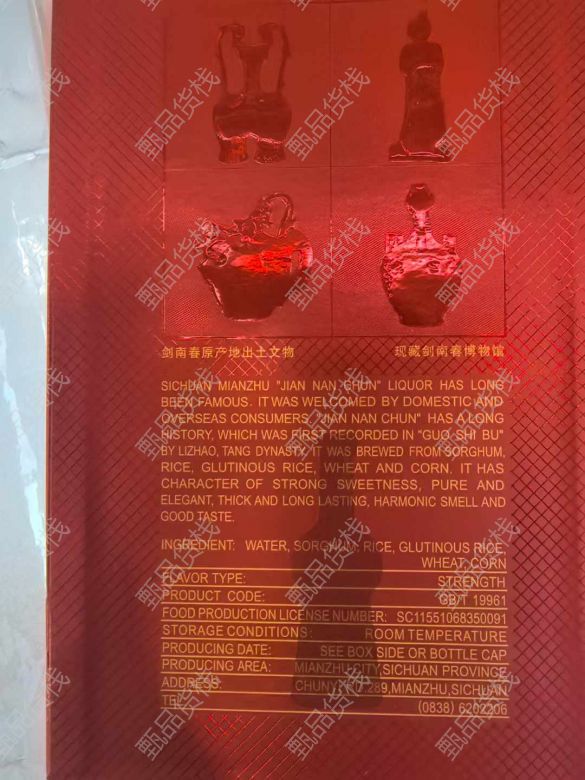 剑南春原产地出土文物 现藏剑南春博物馆
SICHUAN MIANZHU "JIAN NAN CHUN" LIQUOR HAS LONG
BEEN FAMOUS. IT WAS WELCOMED BY DOMESTIC AND
OVERSEAS CONSUMERS. "JIAN NAN CHUN" HAS A LONG
HISTORY, WHICH WAS FIRST RECORDED IN "GUO SHI BU"
BY LIZHAO, TANG DYNASTY. IT WAS BREWED FROM SORGHUM,
RICE, GLUTINOUS RICE, WHEAT AND CORN. IT HAS
CHARACTER OF STRONG SWEETNESS, PURE AND
ELEGANT, THICK AND LONG LASTING, HARMONIC SMELL AND
GOOD TASTE.
INGREDIENT: WATER, SORGHUM, RICE, GLUTINOUS RICE,
WHEAT, CORN
FLAVOR TYPE: STRENGTH
PRODUCT CODE: GB/T 19961
FOOD PRODUCTION LICENSE NUMBER: SC11551068350091
STORAGE CONDITIONS: ROOM TEMPERATURE
PRODUCING DATE: SEE BOX SIDE OR BOTTLE CAP
PRODUCING AREA: MIANZHU CITY, SICHUAN PROVINCE
ADDRESS: 289, MIANZHU, SICHUAN
TEL (0838) 6202206
甄品货栈